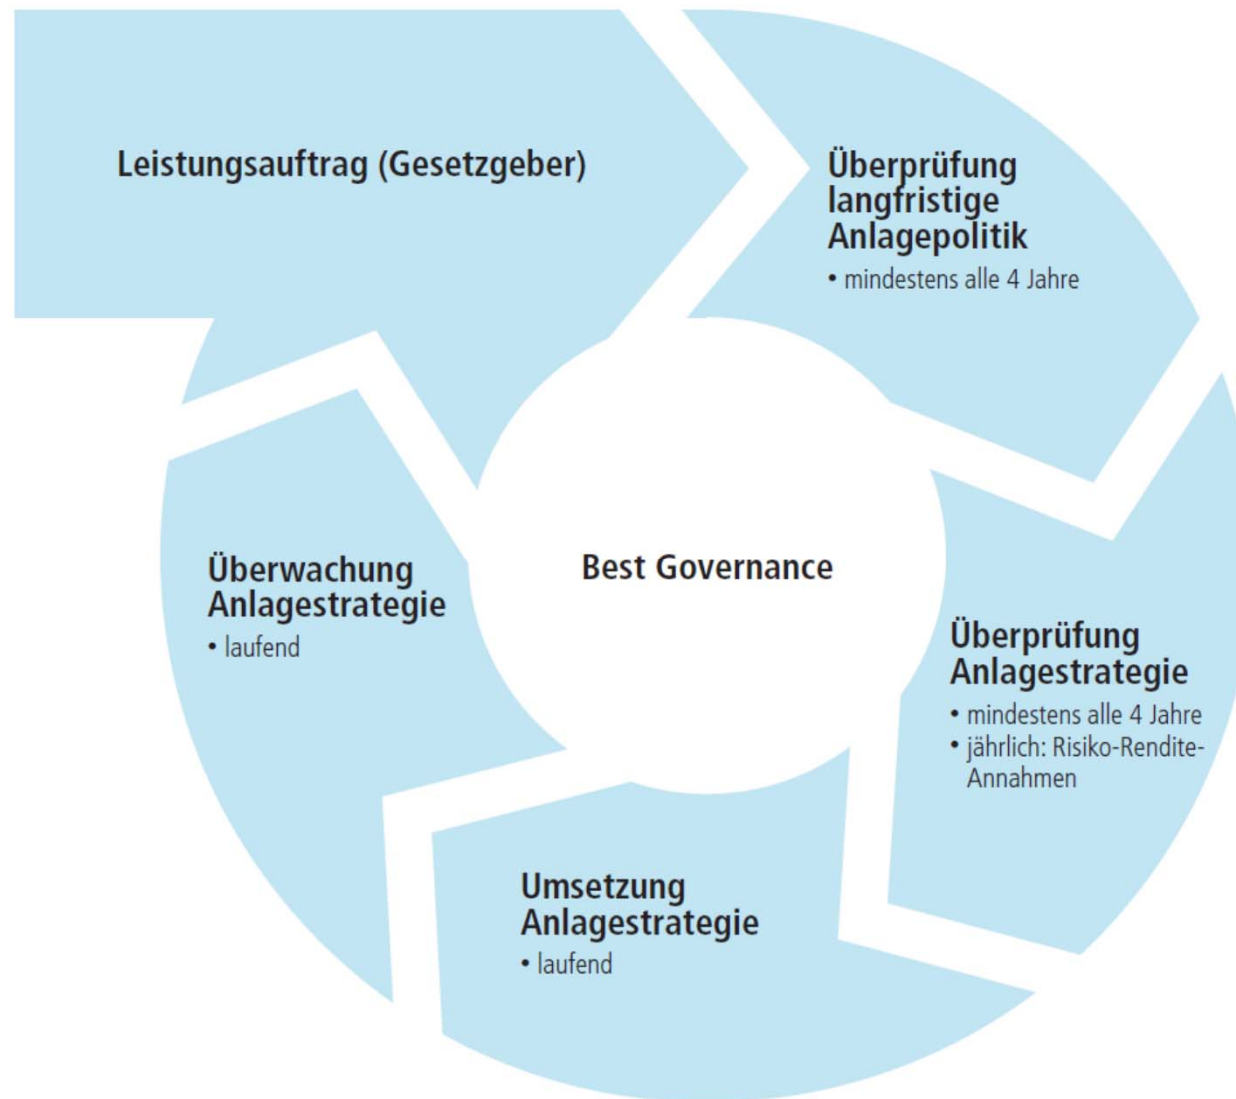 Leistungsauftrag (Gesetzgeber)
Überprüfung
langfristige
Anlagepolitik
• mindestens alle 4 Jahre
Überprüfung
Anlagestrategie
• mindestens alle 4 Jahre
• jährlich: Risiko-Rendite-
Annahmen
Umsetzung
Anlagestrategie
• laufend
Überwachung
Anlagestrategie
• laufend
Best Governance